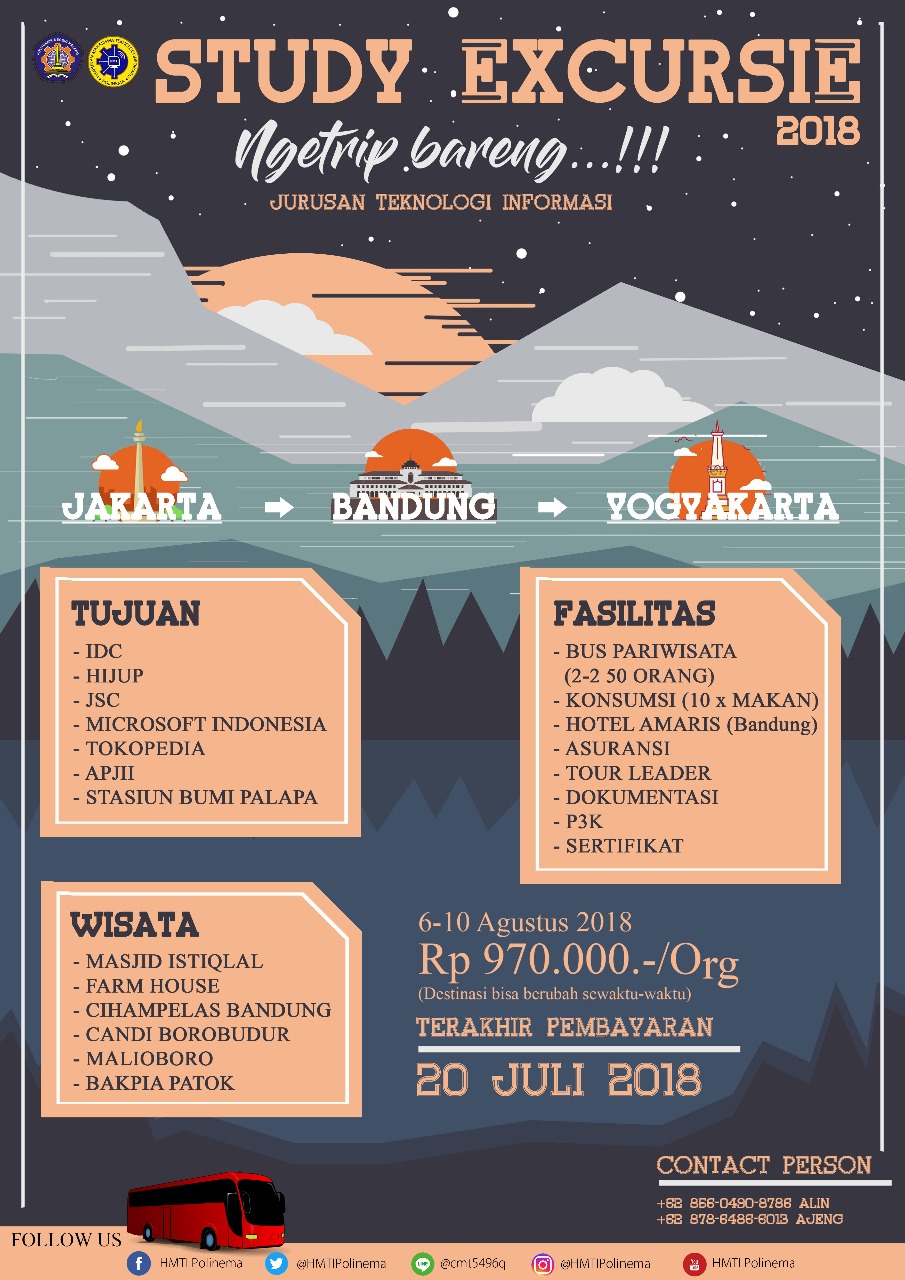 STUDY EXCURSIE
2018
Ngetrip bareng...!!!
JURUSAN TEKNOLOGI INFORMASI
JAKARTA
BANDUNG
YOGYAKARTA
TUJUAN
- IDC
- HIJUP
- JSC
- MICROSOFT INDONESIA
- TOKOPEDIA
- APJII
- STASIUN BUMI PALAPA
FASILITAS
- BUS PARIWISATA
(2-2 50 ORANG)
- KONSUMSI (10 x MAKAN)
- HOTEL AMARIS (Bandung)
- ASURANSI
- TOUR LEADER
- DOKUMENTASI
- P3K
- SERTIFIKAT
WISATA
- MASJID ISTIQLAL
- FARM HOUSE
- CIHAMPELAS BANDUNG
- CANDI BOROBUDUR
- MALIOBORO
- BAKPIA PATOK
6-10 Agustus 2018
Rp 970.000.-/Org
(Destinasi bisa berubah sewaktu-waktu)
TERAKHIR PEMBAYARAN
20 JULI 2018
CONTACT PERSON
+62 856-0490-8786 ALIN
+62 878-6486-6013 AJENG
FOLLOW US
HMTI Polinema
@HMTIPolinema
@cmt5496q
@HMTIPolinema
HMTI Polinema